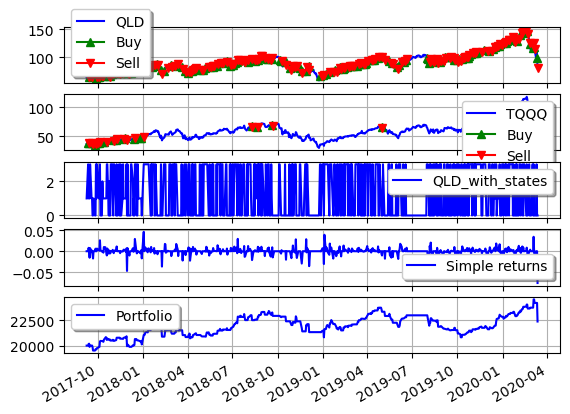 150
100
QLD
Buy
Sell
100
50
TQQQ
Buy
Sell
2
0
QLD_with_states
0.05
0.00
−0.05
Simple returns
22500
20000
Portfolio
2017-10
2018-01
2018-04
2018-07
2018-10
2019-01
2019-04
2019-07
2019-10
2020-01
2020-04